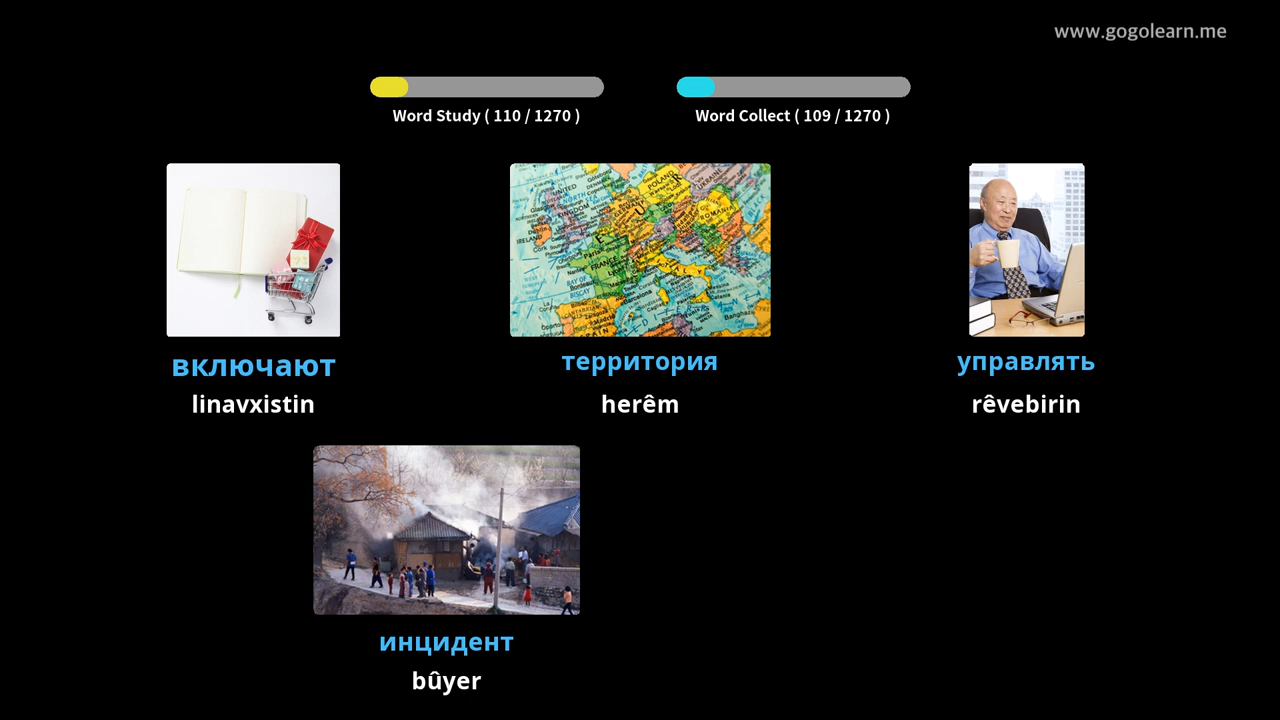 www.gogolearn.me
Word Study ( 110 / 1270 )
Word Collect ( 109 / 1270 )
включают
linavxistin
территория
herêm
управлять
rêvebirin
инцидент
bûyer